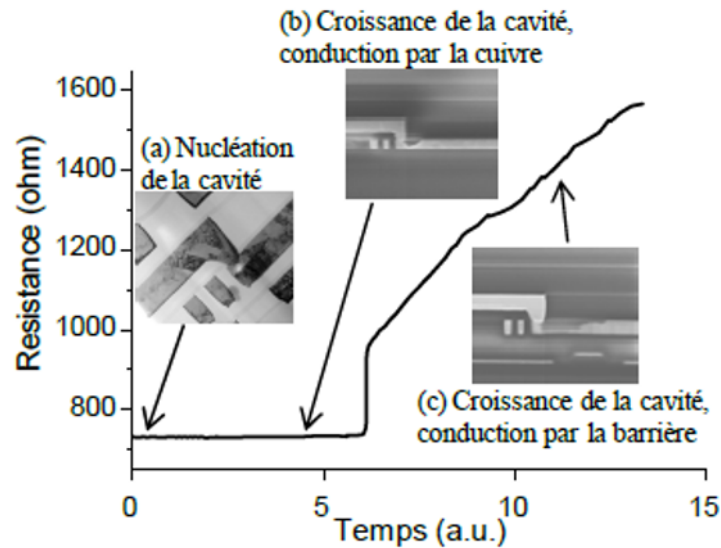 (b) Croissance de la cavité,
conduction par la cuivre
(a) Nucléation
de la cavité
(c) Croissance de la cavité,
conduction par la barrière
Resistance (ohm)
1600
1400
1200
1000
800
0
5
10
15
Temps (a.u.)